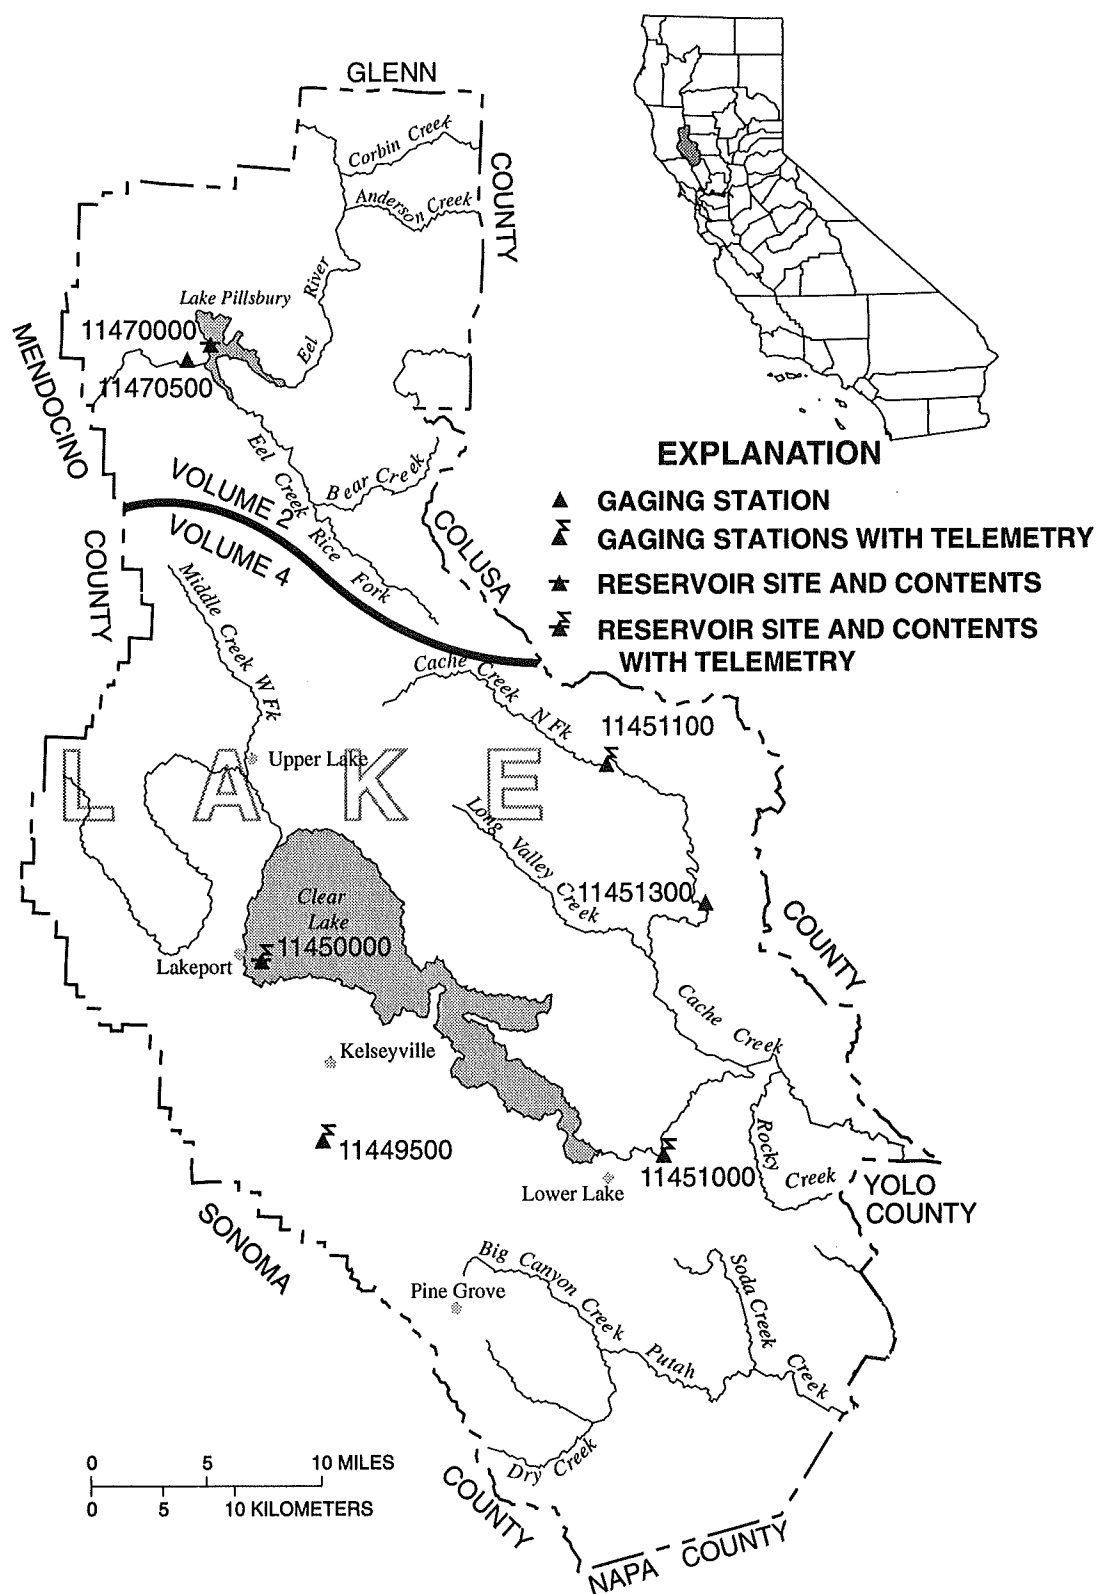 GLENN
COUNTY
Corbin Creek
Anderson Creek
Eel River
Lake Pillsbury
11470000
11470500
MENDOCINO
COUNTY
Eel Creek Rice Fork
Bear Creek
VOLUME 2
VOLUME 4
COLUSA
COUNTY
EXPLANATION
GAGING STATION
GAGING STATIONS WITH TELEMETRY
RESERVOIR SITE AND CONTENTS
RESERVOIR SITE AND CONTENTS
WITH TELEMETRY
Middle Creek W Fk
Cache Creek N Fk
11451100
Upper Lake
LAKE
Long Valley Creek
11451300
Clear
Lake
11450000
Lakeport
Cache Creek
Kelseyville
11449500
11451000
Lower Lake
Rocky Creek
YOLO
COUNTY
SONOMA
COUNTY
Big Canyon Creek
Pine Grove
Soda Creek
Putah Creek
Dry Creek
0 5 10 MILES
0 5 10 KILOMETERS
NAPA COUNTY